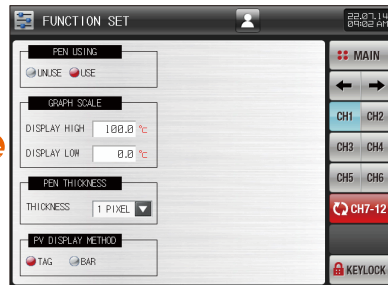 FUNCTION SET
22.07.14
09:02 AM
PEN USING
UNUSE USE
GRAPH SCALE
DISPLAY HIGH 100.0 ℃
DISPLAY LOW 0.0 ℃
PEN THICKNESS
THICKNESS 1 PIXEL
PV DISPLAY METHOD
TAG BAR
MAIN
CH1 CH2
CH3 CH4
CH5 CH6
CH7-12
KEYLOCK